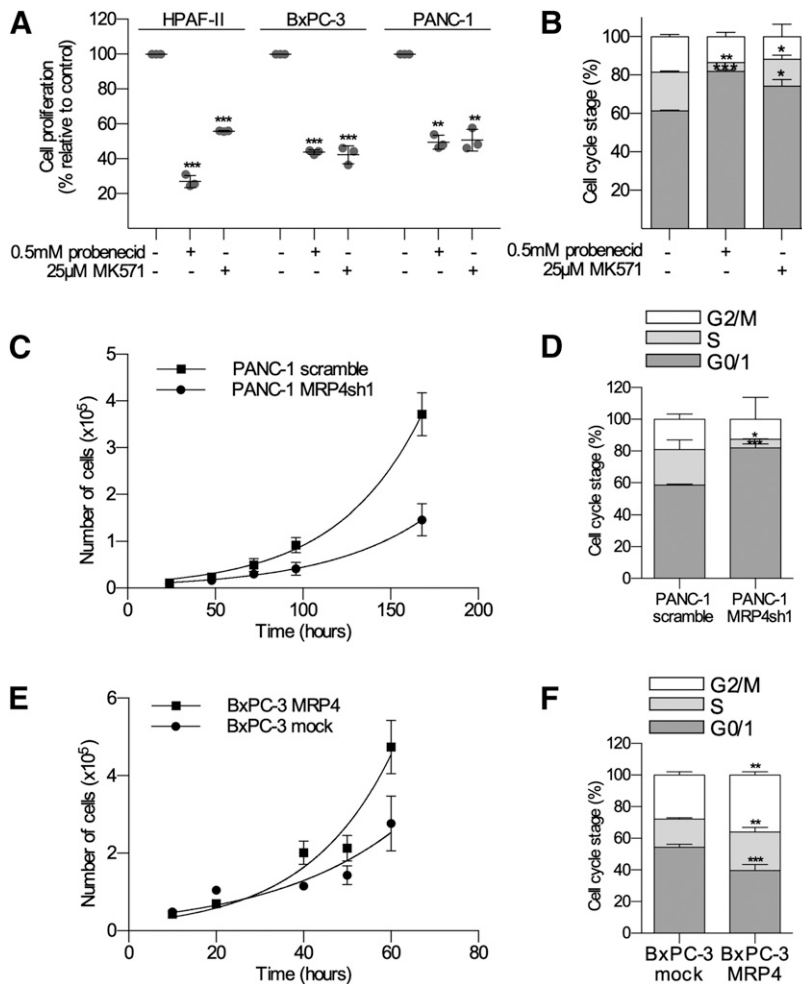 A
HPAF-II BxPC-3 PANC-1
Cell proliferation
(% relative to control)
120
100
80
60
40
20
***
***
***
***
**
**
0.5mM probenecid - + - - + - - + -
25µM MK571 - - + - - + - - +
B
Cell cycle stage (%)
100
80
60
40
20
**
***
*
*
0.5mM probenecid - + -
25µM MK571 - - +
C
PANC-1 scramble
PANC-1 MRP4sh1
Number of cells (x10⁵)
5
4
3
2
1
0
0 50 100 150 200
Time (hours)
D
G2/M
S
G0/1
Cell cycle stage (%)
120
100
80
60
40
20
0
*
***
PANC-1 PANC-1
scramble MRP4sh1
E
BxPC-3 MRP4
BxPC-3 mock
Number of cells (x10⁵)
6
4
2
0
0 20 40 60 80
Time (hours)
F
G2/M
S
G0/1
Cell cycle stage (%)
120
100
80
60
40
20
0
**
**
***
BxPC-3 BxPC-3
mock MRP4